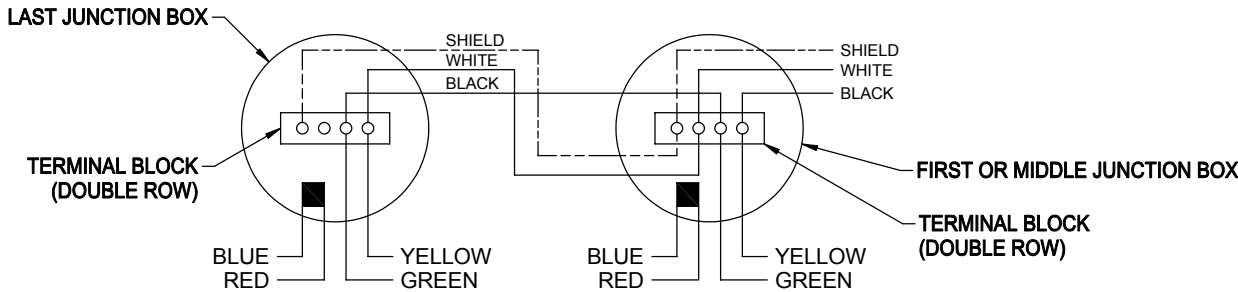 LAST JUNCTION BOX
SHIELD
WHITE
BLACK
SHIELD
WHITE
BLACK
TERMINAL BLOCK
(DOUBLE ROW)
FIRST OR MIDDLE JUNCTION BOX
TERMINAL BLOCK
(DOUBLE ROW)
BLUE
RED
YELLOW
GREEN
BLUE
RED
YELLOW
GREEN